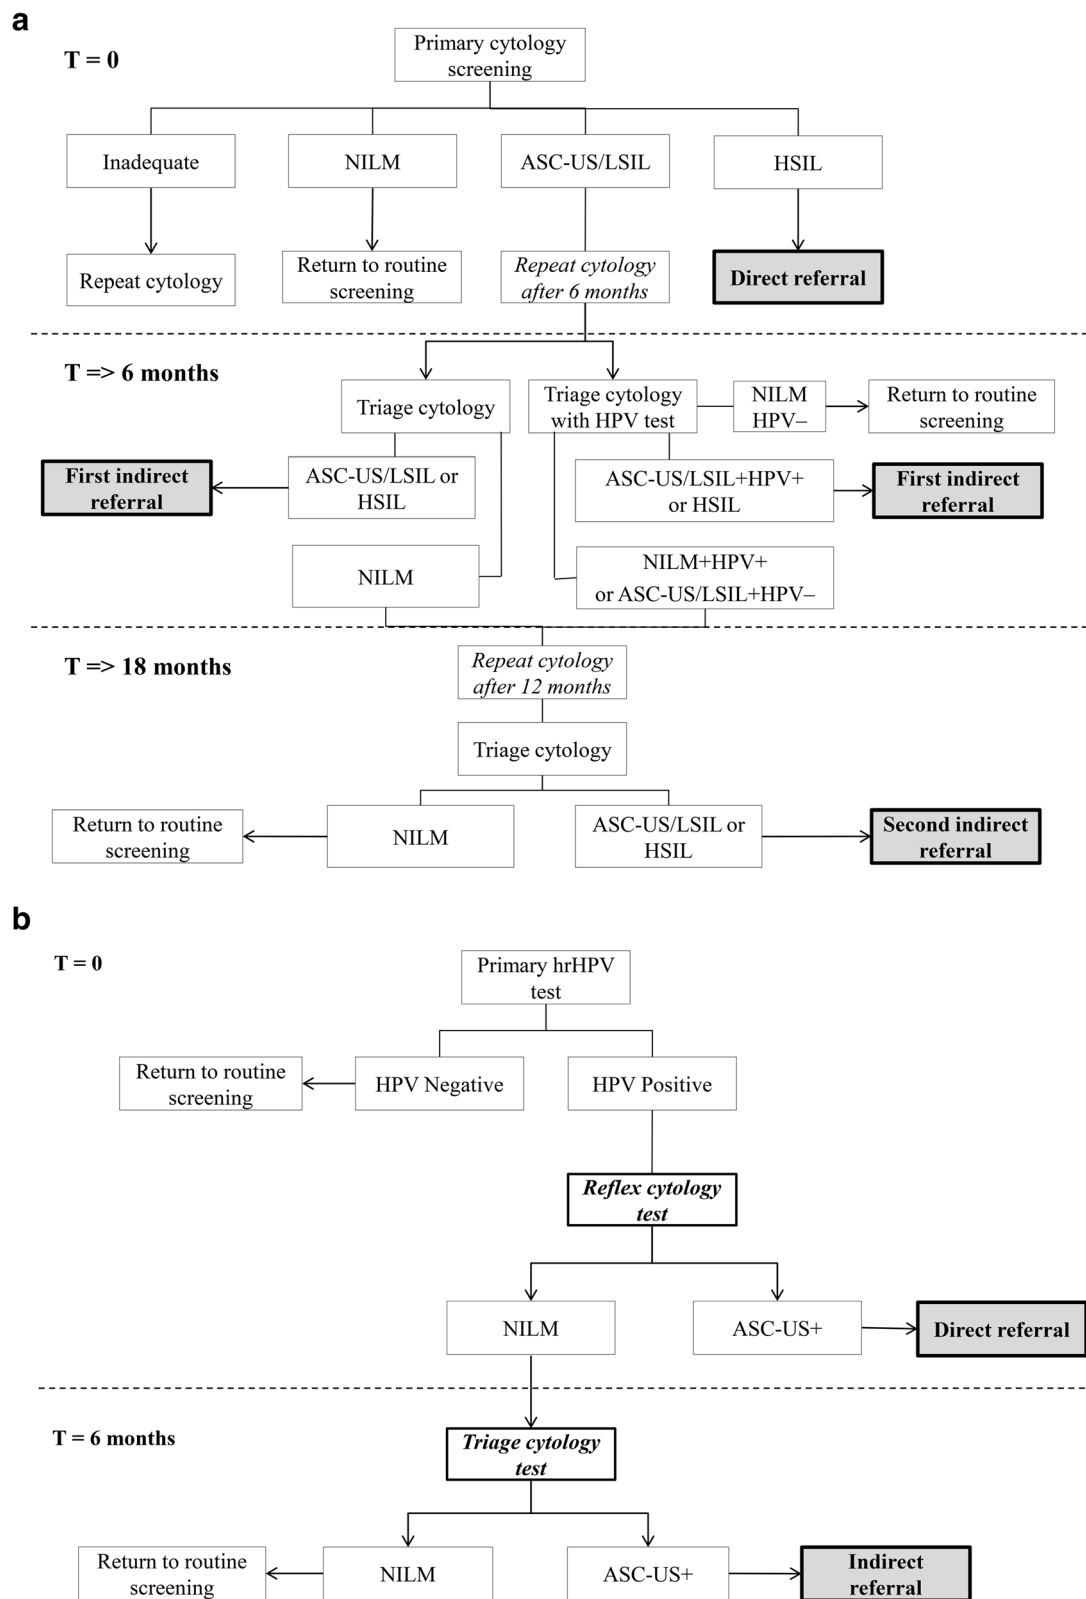 a
T = 0
Primary cytology
screening
Inadequate
NILM
ASC-US/LSIL
HSIL
Repeat cytology
Return to routine
screening
Repeat cytology
after 6 months
Direct referral
T => 6 months
Triage cytology
Triage cytology
with HPV test
NILM
HPV–
Return to routine
screening
First indirect
referral
ASC-US/LSIL or
HSIL
ASC-US/LSIL+HPV+
or HSIL
First indirect
referral
NILM
NILM+HPV+
or ASC-US/LSIL+HPV–
T => 18 months
Repeat cytology
after 12 months
Triage cytology
Return to routine
screening
NILM
ASC-US/LSIL or
HSIL
Second indirect
referral
b
T = 0
Primary hrHPV
test
Return to routine
screening
HPV Negative
HPV Positive
Reflex cytology
test
NILM
ASC-US+
Direct referral
T = 6 months
Triage cytology
test
Return to routine
screening
NILM
ASC-US+
Indirect
referral